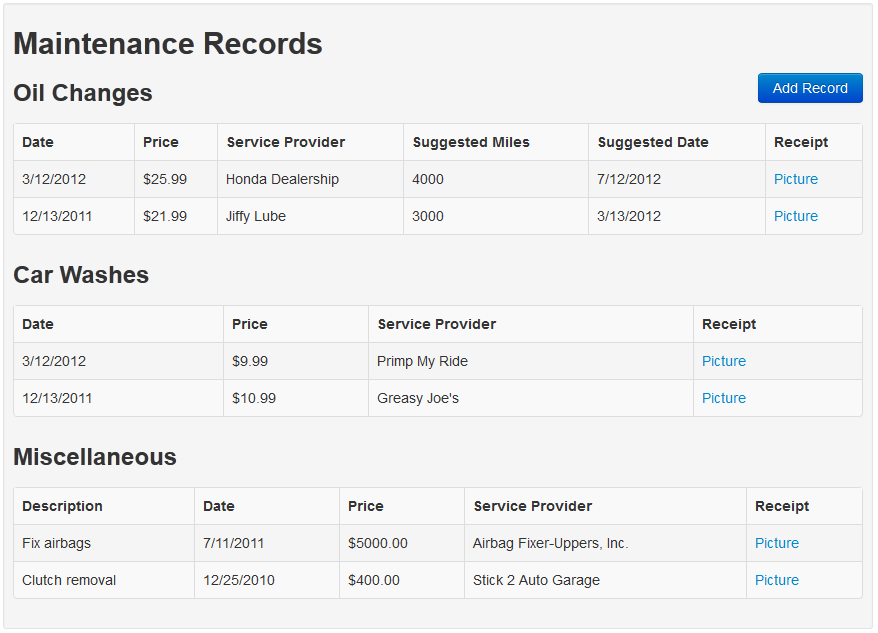 Maintenance Records
Oil Changes
Add Record
Date Price Service Provider Suggested Miles Suggested Date Receipt
3/12/2012 $25.99 Honda Dealership 4000 7/12/2012 Picture
12/13/2011 $21.99 Jiffy Lube 3000 3/13/2012 Picture
Car Washes
Date Price Service Provider Receipt
3/12/2012 $9.99 Primp My Ride Picture
12/13/2011 $10.99 Greasy Joe's Picture
Miscellaneous
Description Date Price Service Provider Receipt
Fix airbags 7/11/2011 $5000.00 Airbag Fixer-Uppers, Inc. Picture
Clutch removal 12/25/2010 $400.00 Stick 2 Auto Garage Picture